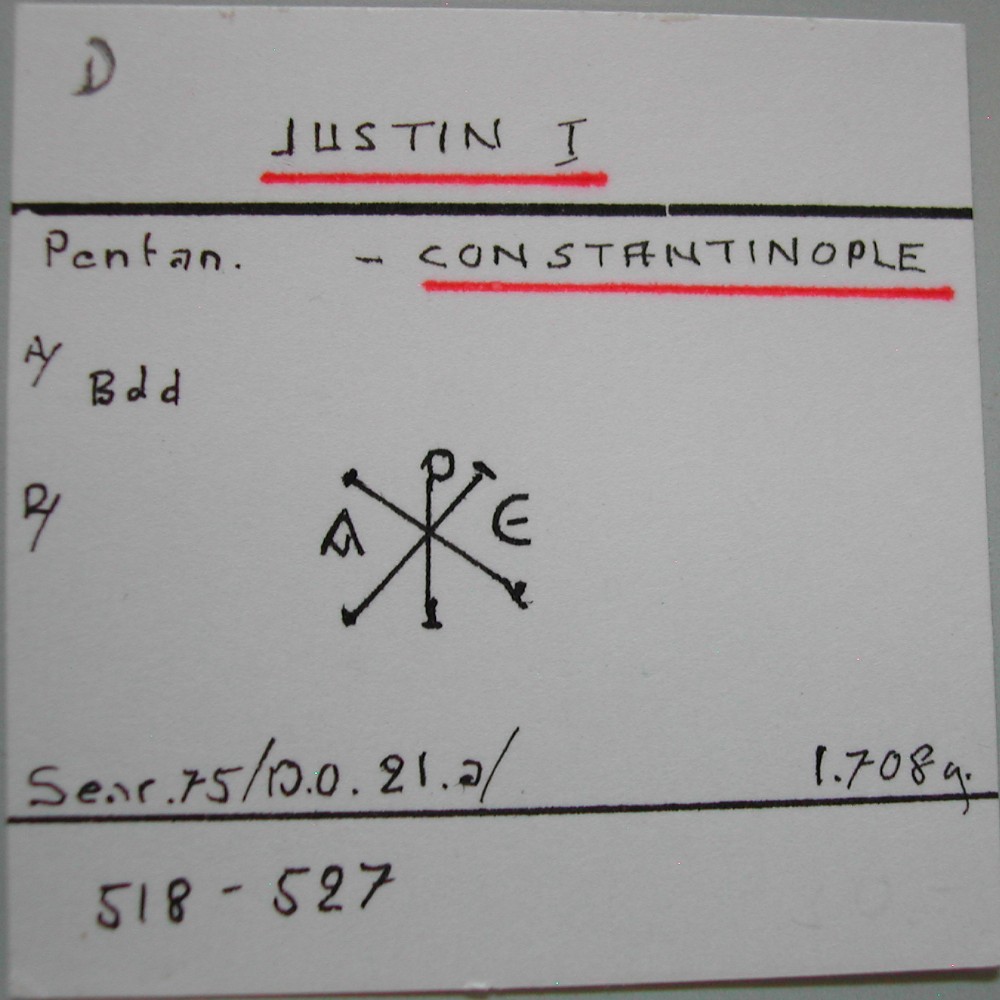 D
JUSTIN I
Pentan. - CONSTANTINOPLE
A/ Bdd
R/
P
A E
Sear.75/D.O. 21.a/ 1.708g.
518 - 527